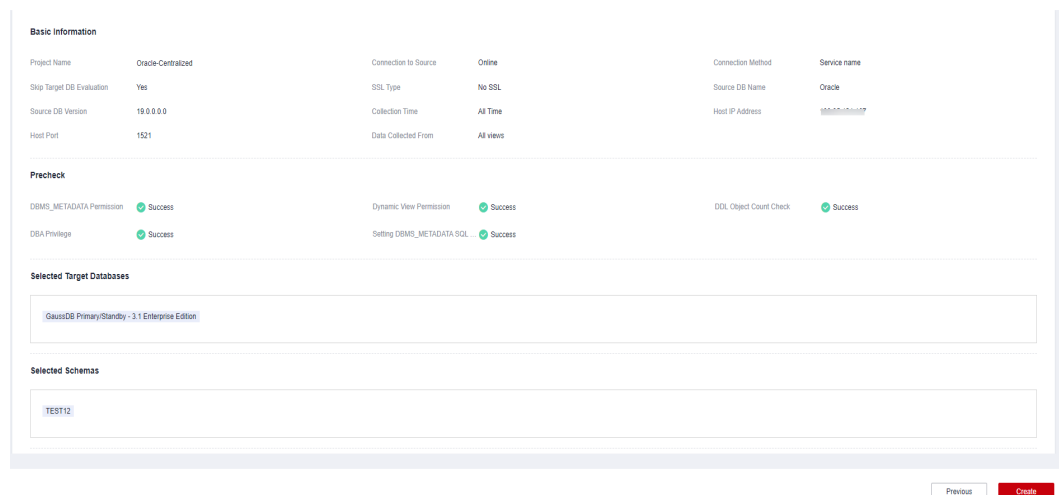 Basic Information
Project Name Oracle-Centralized Connection to Source Online Connection Method Service name
Skip Target DB Evaluation Yes SSL Type No SSL Source DB Name Oracle
Source DB Version 19.0.0.0.0 Collection Time All Time Host IP Address
Host Port 1521 Data Collected From All views
Precheck
DBMS_METADATA Permission Success Dynamic View Permission Success DDL Object Count Check Success
DBA Privilege Success Setting DBMS_METADATA SQL ... Success
Selected Target Databases
GaussDB Primary/Standby - 3.1 Enterprise Edition
Selected Schemas
TEST12
Previous Create